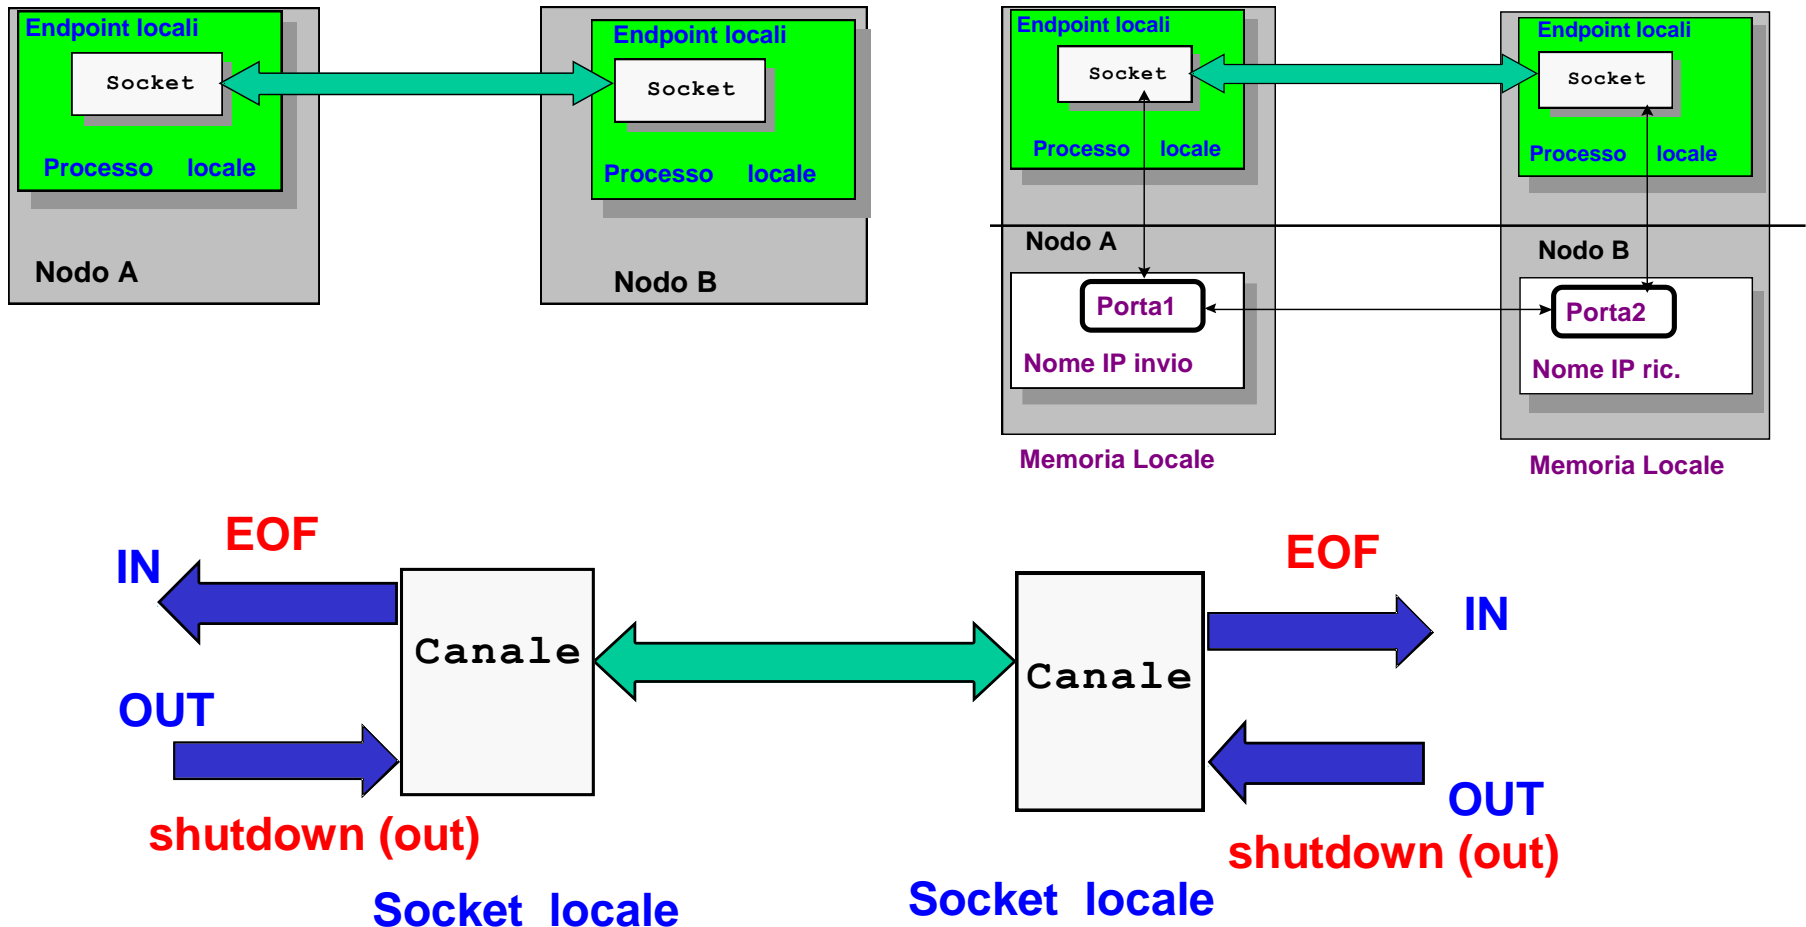 Endpoint locali
Socket
Processo locale
Nodo A
Endpoint locali
Socket
Processo locale
Nodo B
Endpoint locali
Socket
Processo locale
Nodo A
Porta1
Nome IP invio
Memoria Locale
Endpoint locali
Socket
Processo locale
Nodo B
Porta2
Nome IP ric.
Memoria Locale
EOF
IN
Canale
OUT
shutdown (out)
Socket locale
EOF
IN
Canale
OUT
shutdown (out)
Socket locale